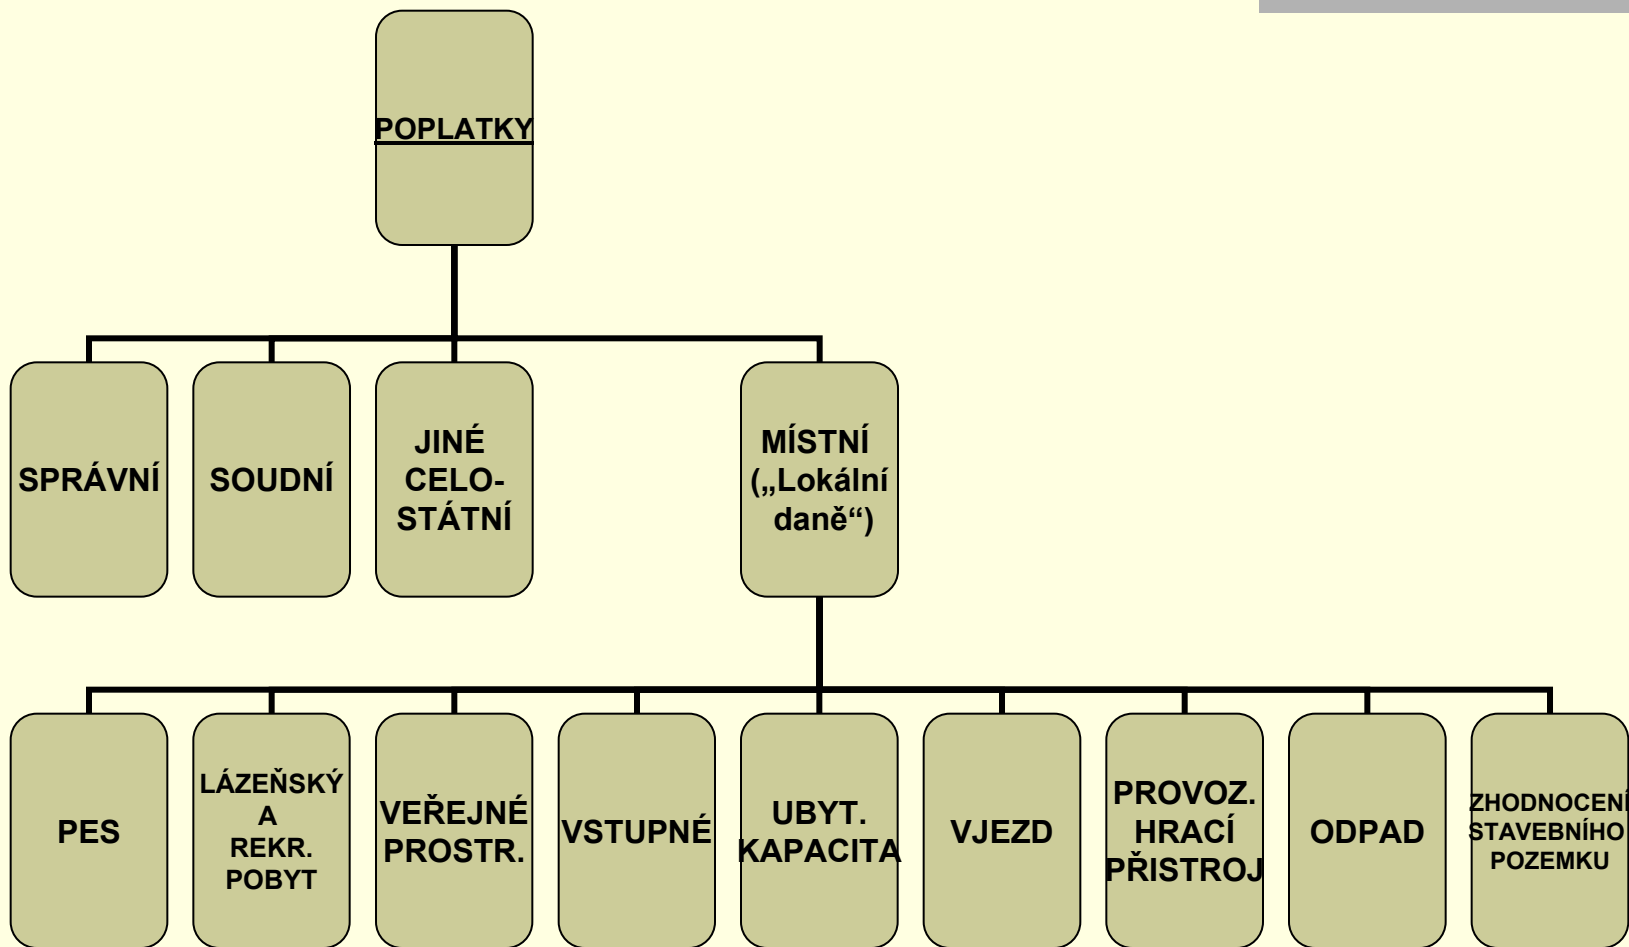 POPLATKY
SPRÁVNÍ
SOUDNÍ
JINÉ
CELO-
STÁTNÍ
MÍSTNÍ
(„Lokální
daně“)
PES
LÁZEŇSKÝ
A
REKR.
POBYT
VEŘEJNÉ
PROSTR.
VSTUPNÉ
UBYT.
KAPACITA
VJEZD
PROVOZ.
HRACÍ
PŘISTROJ
ODPAD
ZHODNOCENÍ
STAVEBNÍHO
POZEMKU